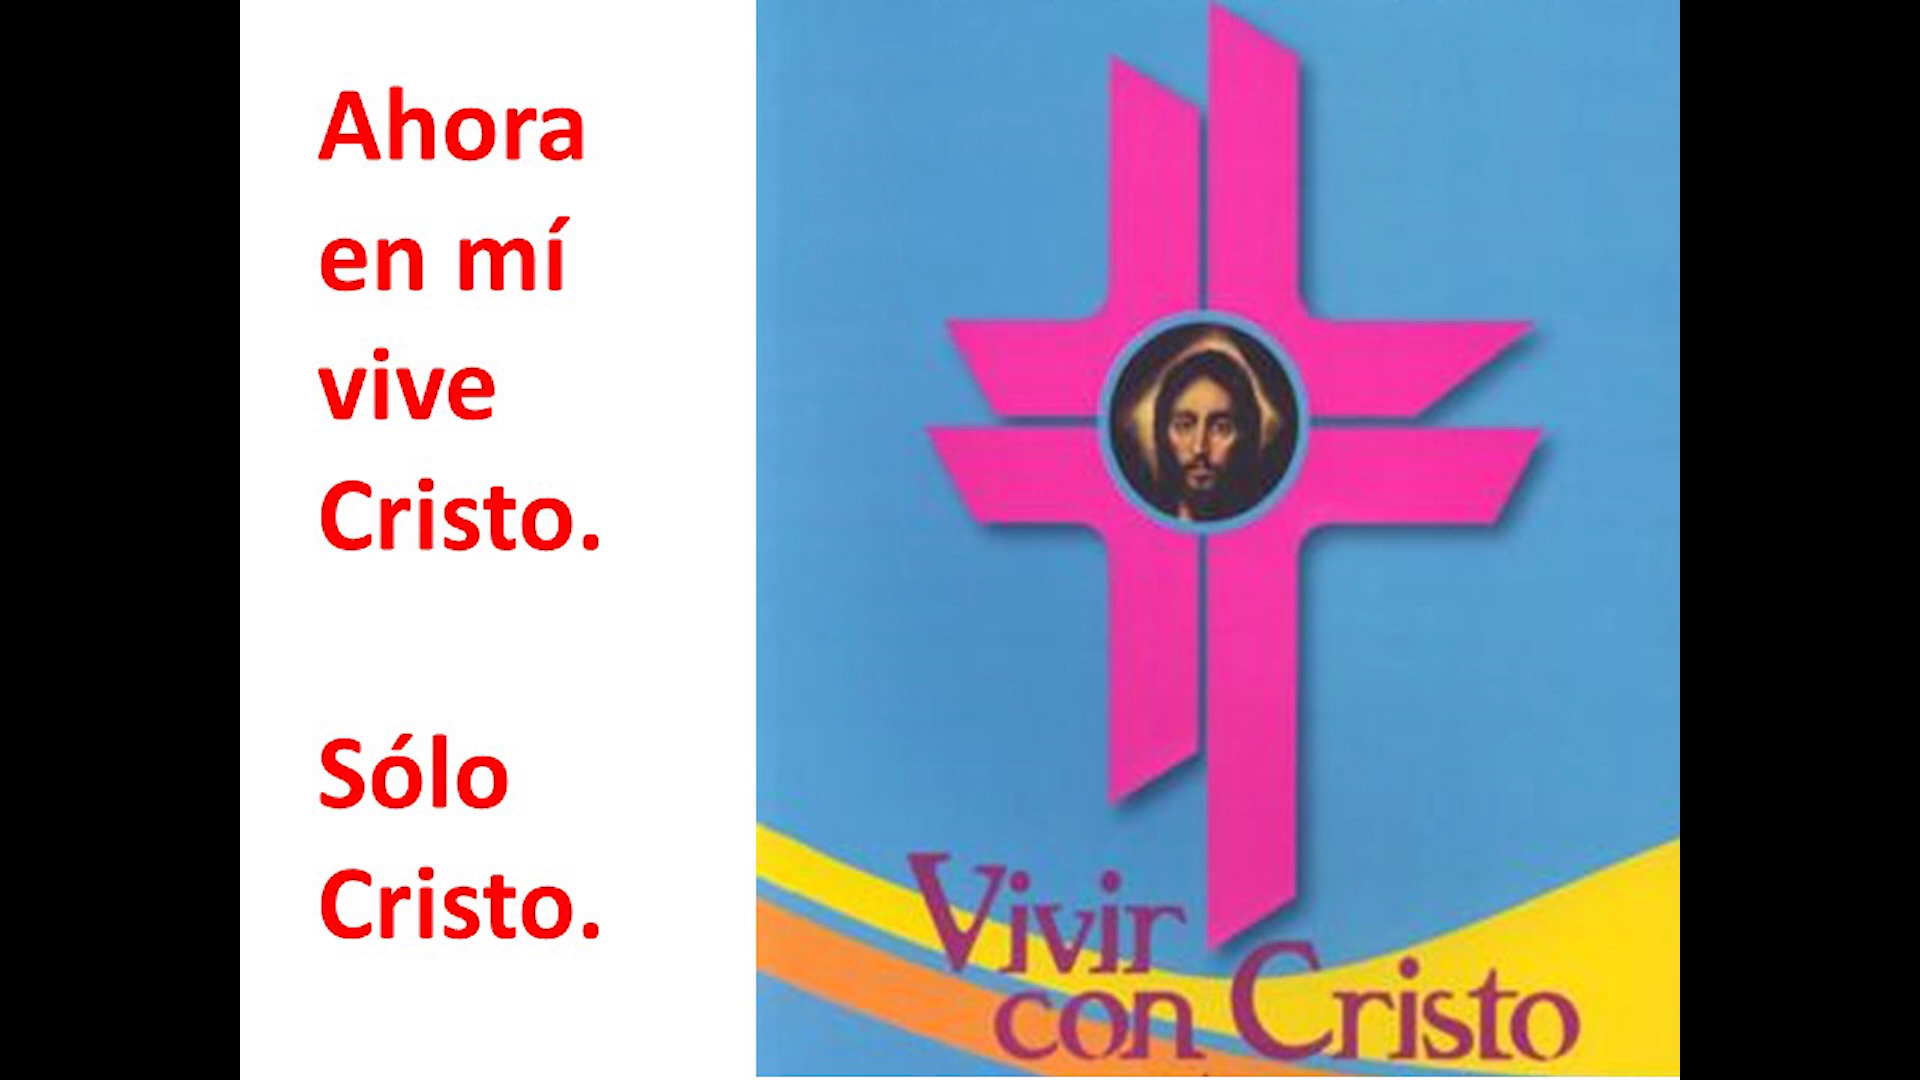 Ahora
en mí
vive
Cristo.
Sólo
Cristo.
Vivir
con Cristo